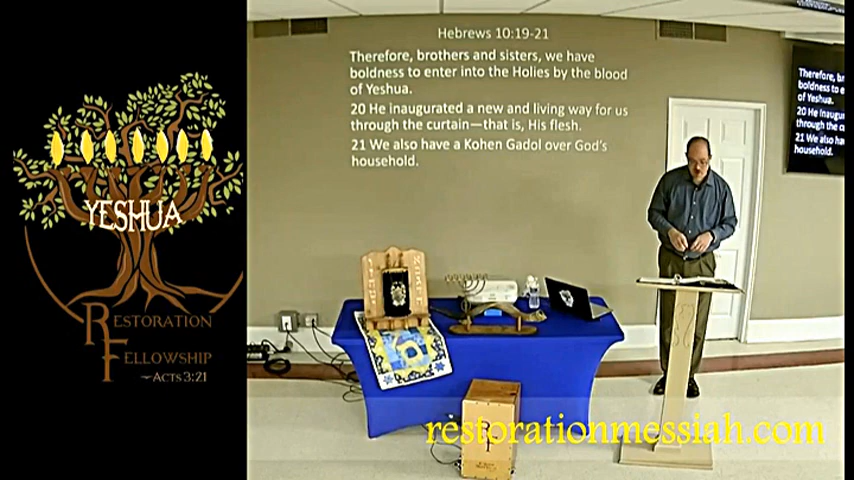 YESHUA
RESTORATION
FELLOWSHIP
ACTS 3:21
Hebrews 10:19-21
Therefore, brothers and sisters, we have
boldness to enter into the Holies by the blood
of Yeshua.
20 He inaugurated a new and living way for us
through the curtain—that is, His flesh.
21 We also have a Kohen Gadol over God's
household.
Therefore, br
boldness to e
of Yeshua.
20 He inaugur
through the cu
21 We also ha
household.
RF
restorationmessiah.com